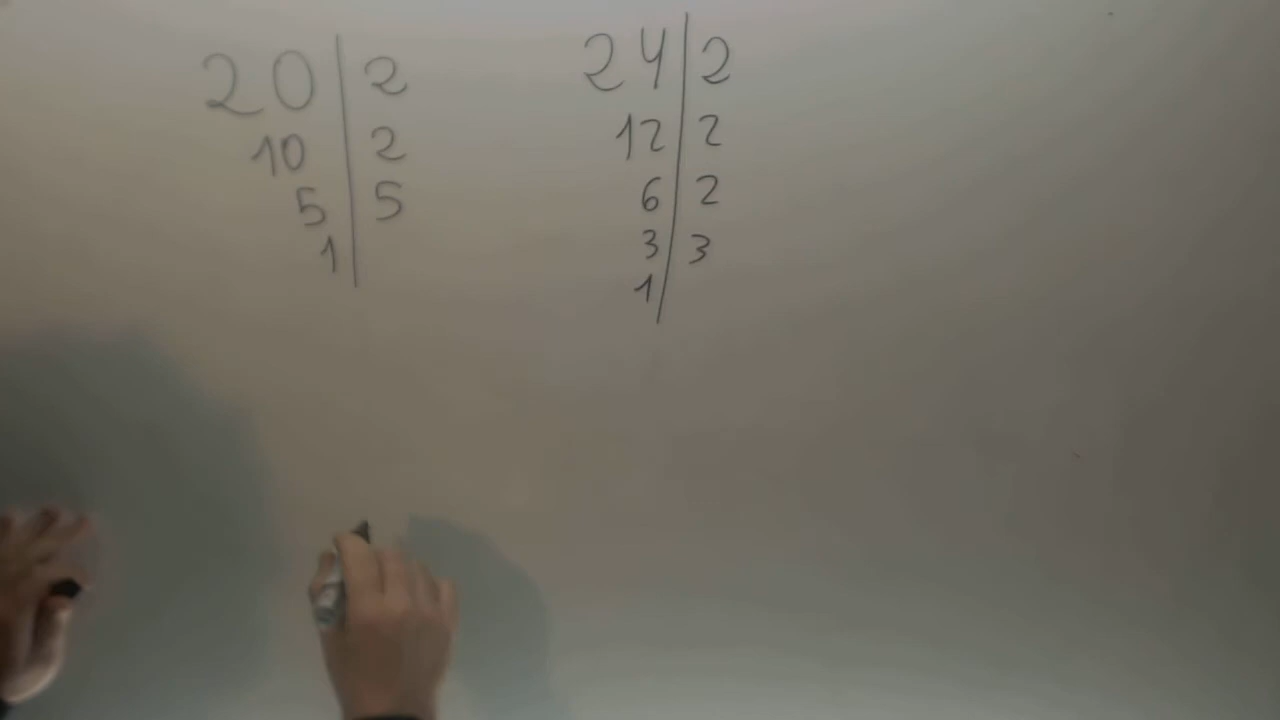 20 | 2
10 | 2
5 | 5
1 |
24 | 2
12 | 2
6 | 2
3 | 3
1 |